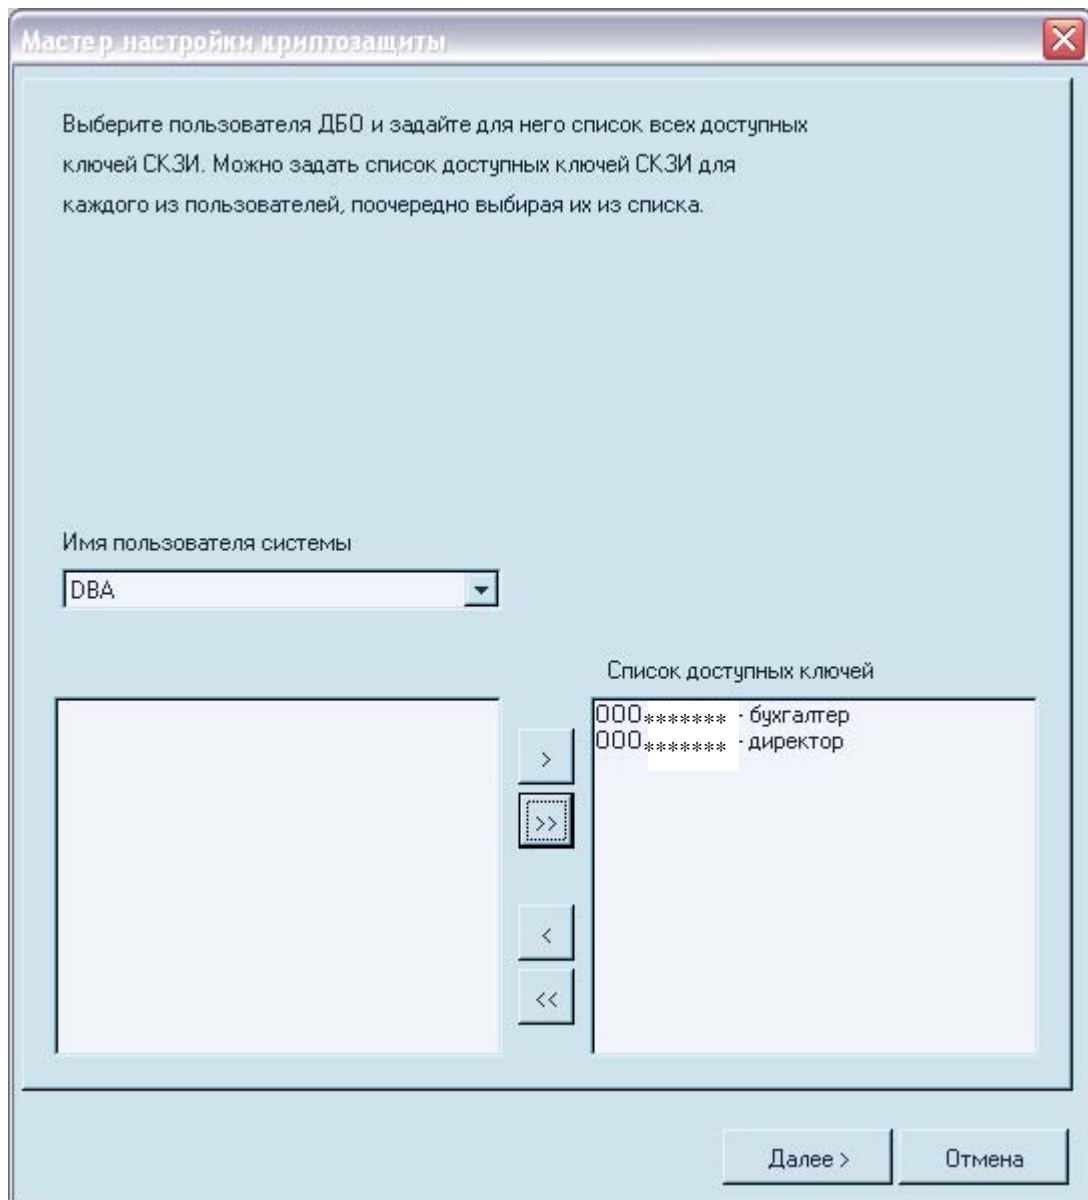 Мастер настройки криптозащиты
Выберите пользователя ДБО и задайте для него список всех доступных
ключей СКЗИ. Можно задать список доступных ключей СКЗИ для
каждого из пользователей, поочередно выбирая их из списка.
Имя пользователя системы
DBA
Список доступных ключей
ООО******* - бухгалтер
ООО******* - директор
>
>>
<
<<
Далее >
Отмена